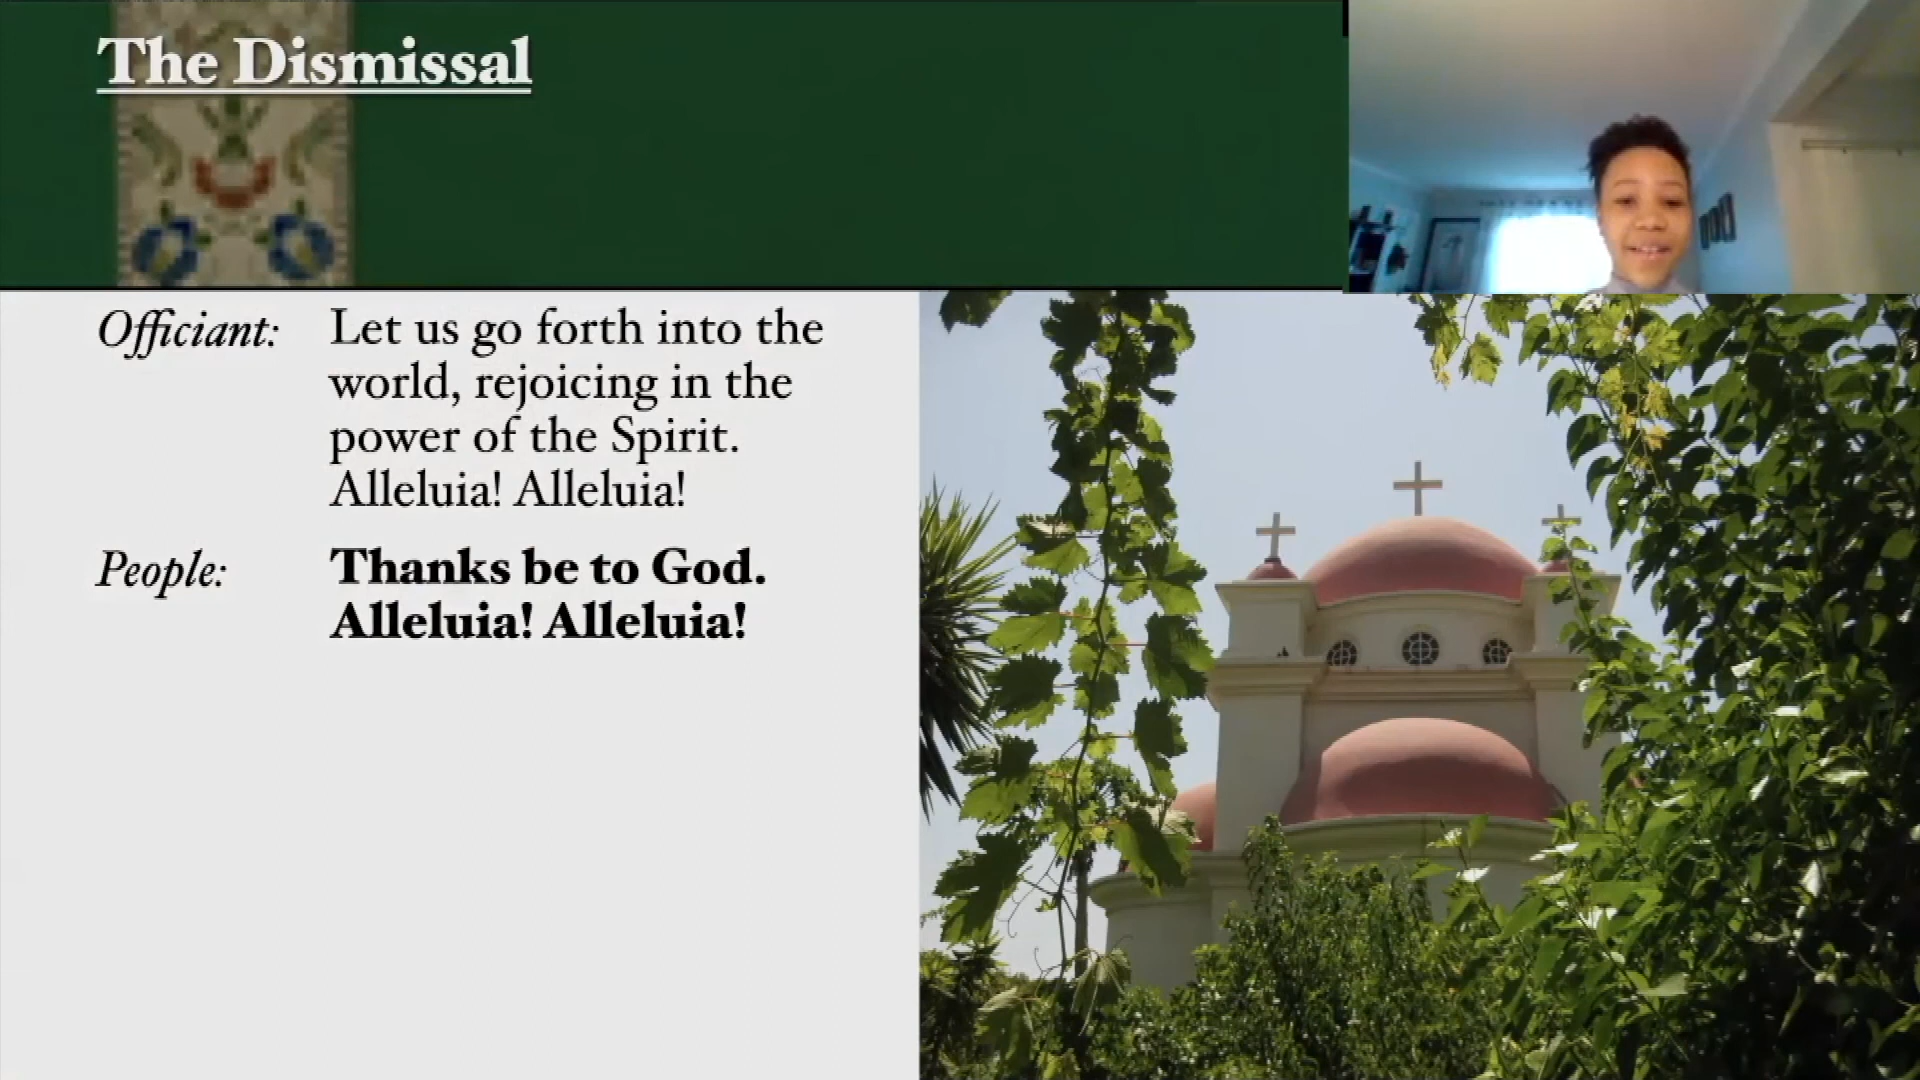 The Dismissal
Officiant: Let us go forth into the
world, rejoicing in the
power of the Spirit.
Alleluia! Alleluia!
People: Thanks be to God.
Alleluia! Alleluia!